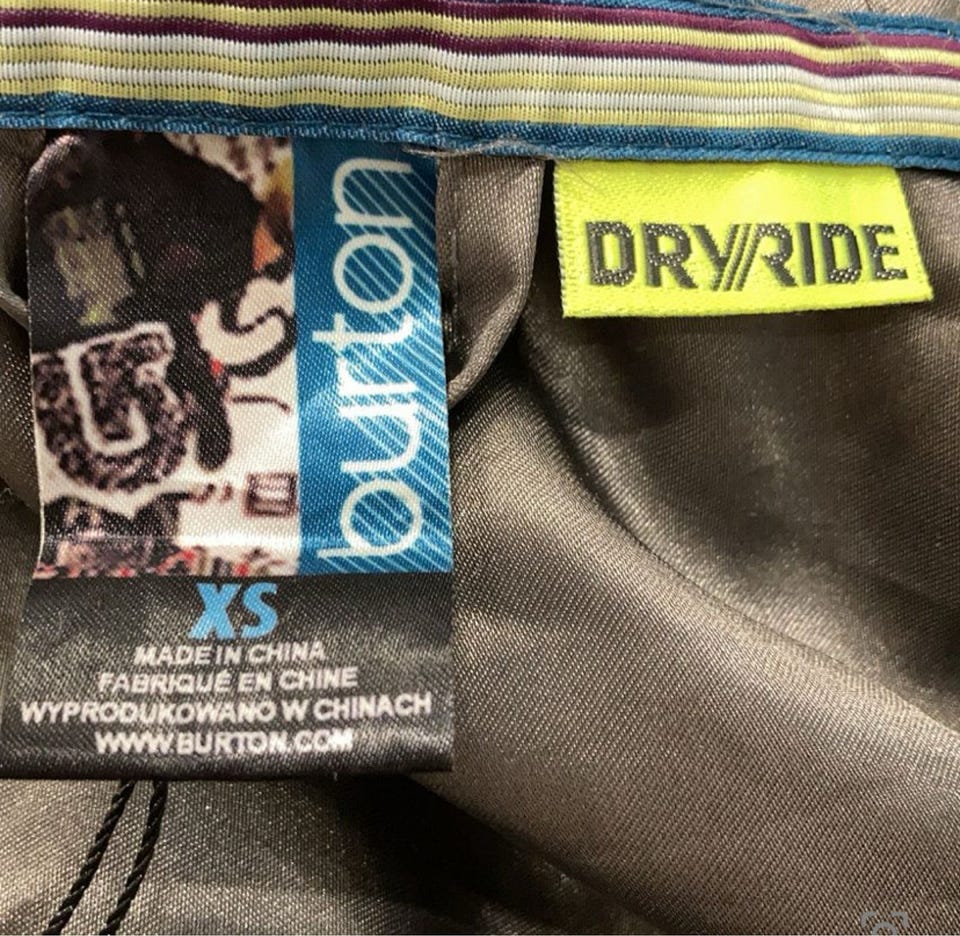 burton
DRYRIDE
XS
MADE IN CHINA
FABRIQUÉ EN CHINE
WYPRODUKOWANO W CHINACH
WWW.BURTON.COM